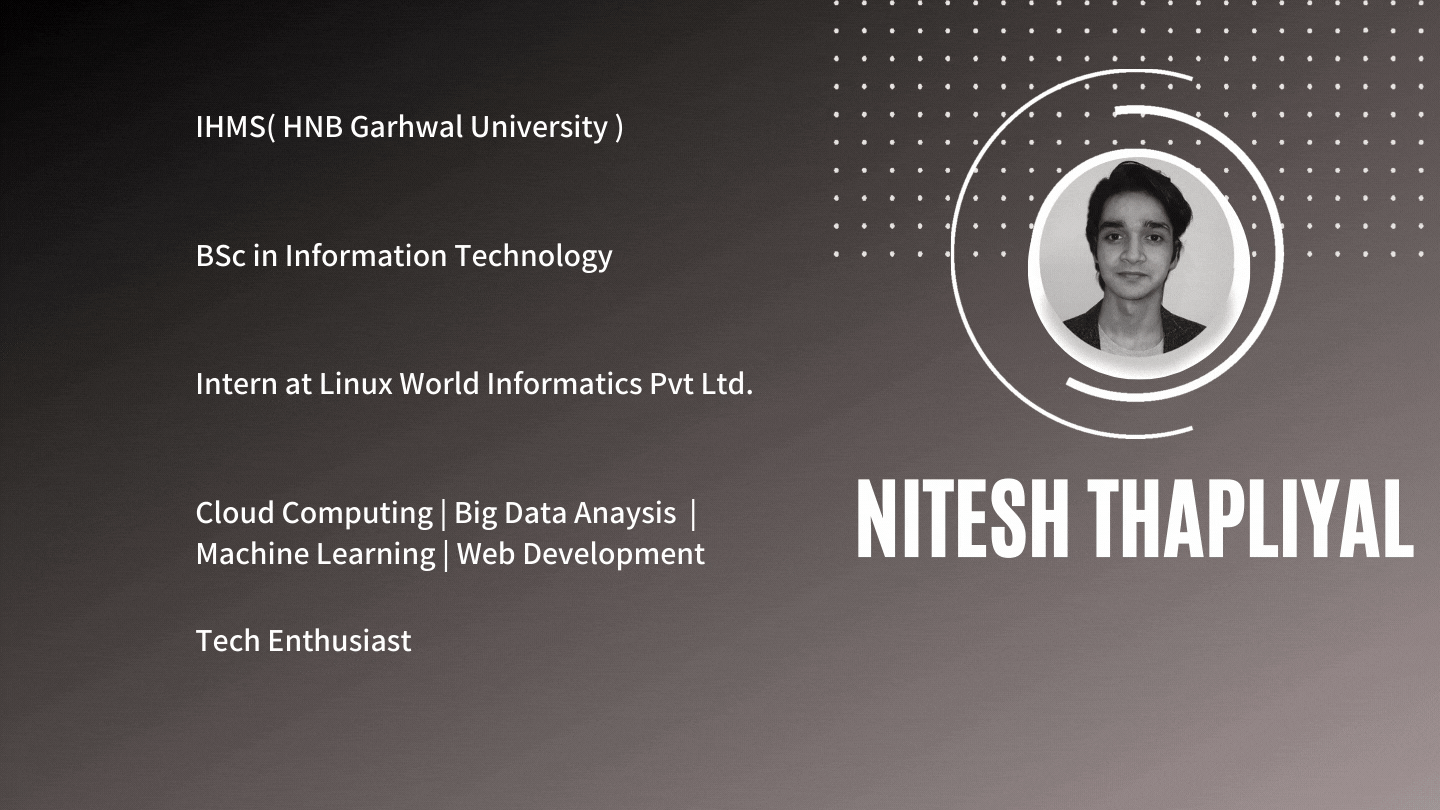 IHMS( HNB Garhwal University )
BSc in Information Technology
Intern at Linux World Informatics Pvt Ltd.
Cloud Computing | Big Data Anaysis  |
Machine Learning | Web Development
Tech Enthusiast
NITESH THAPLIYAL